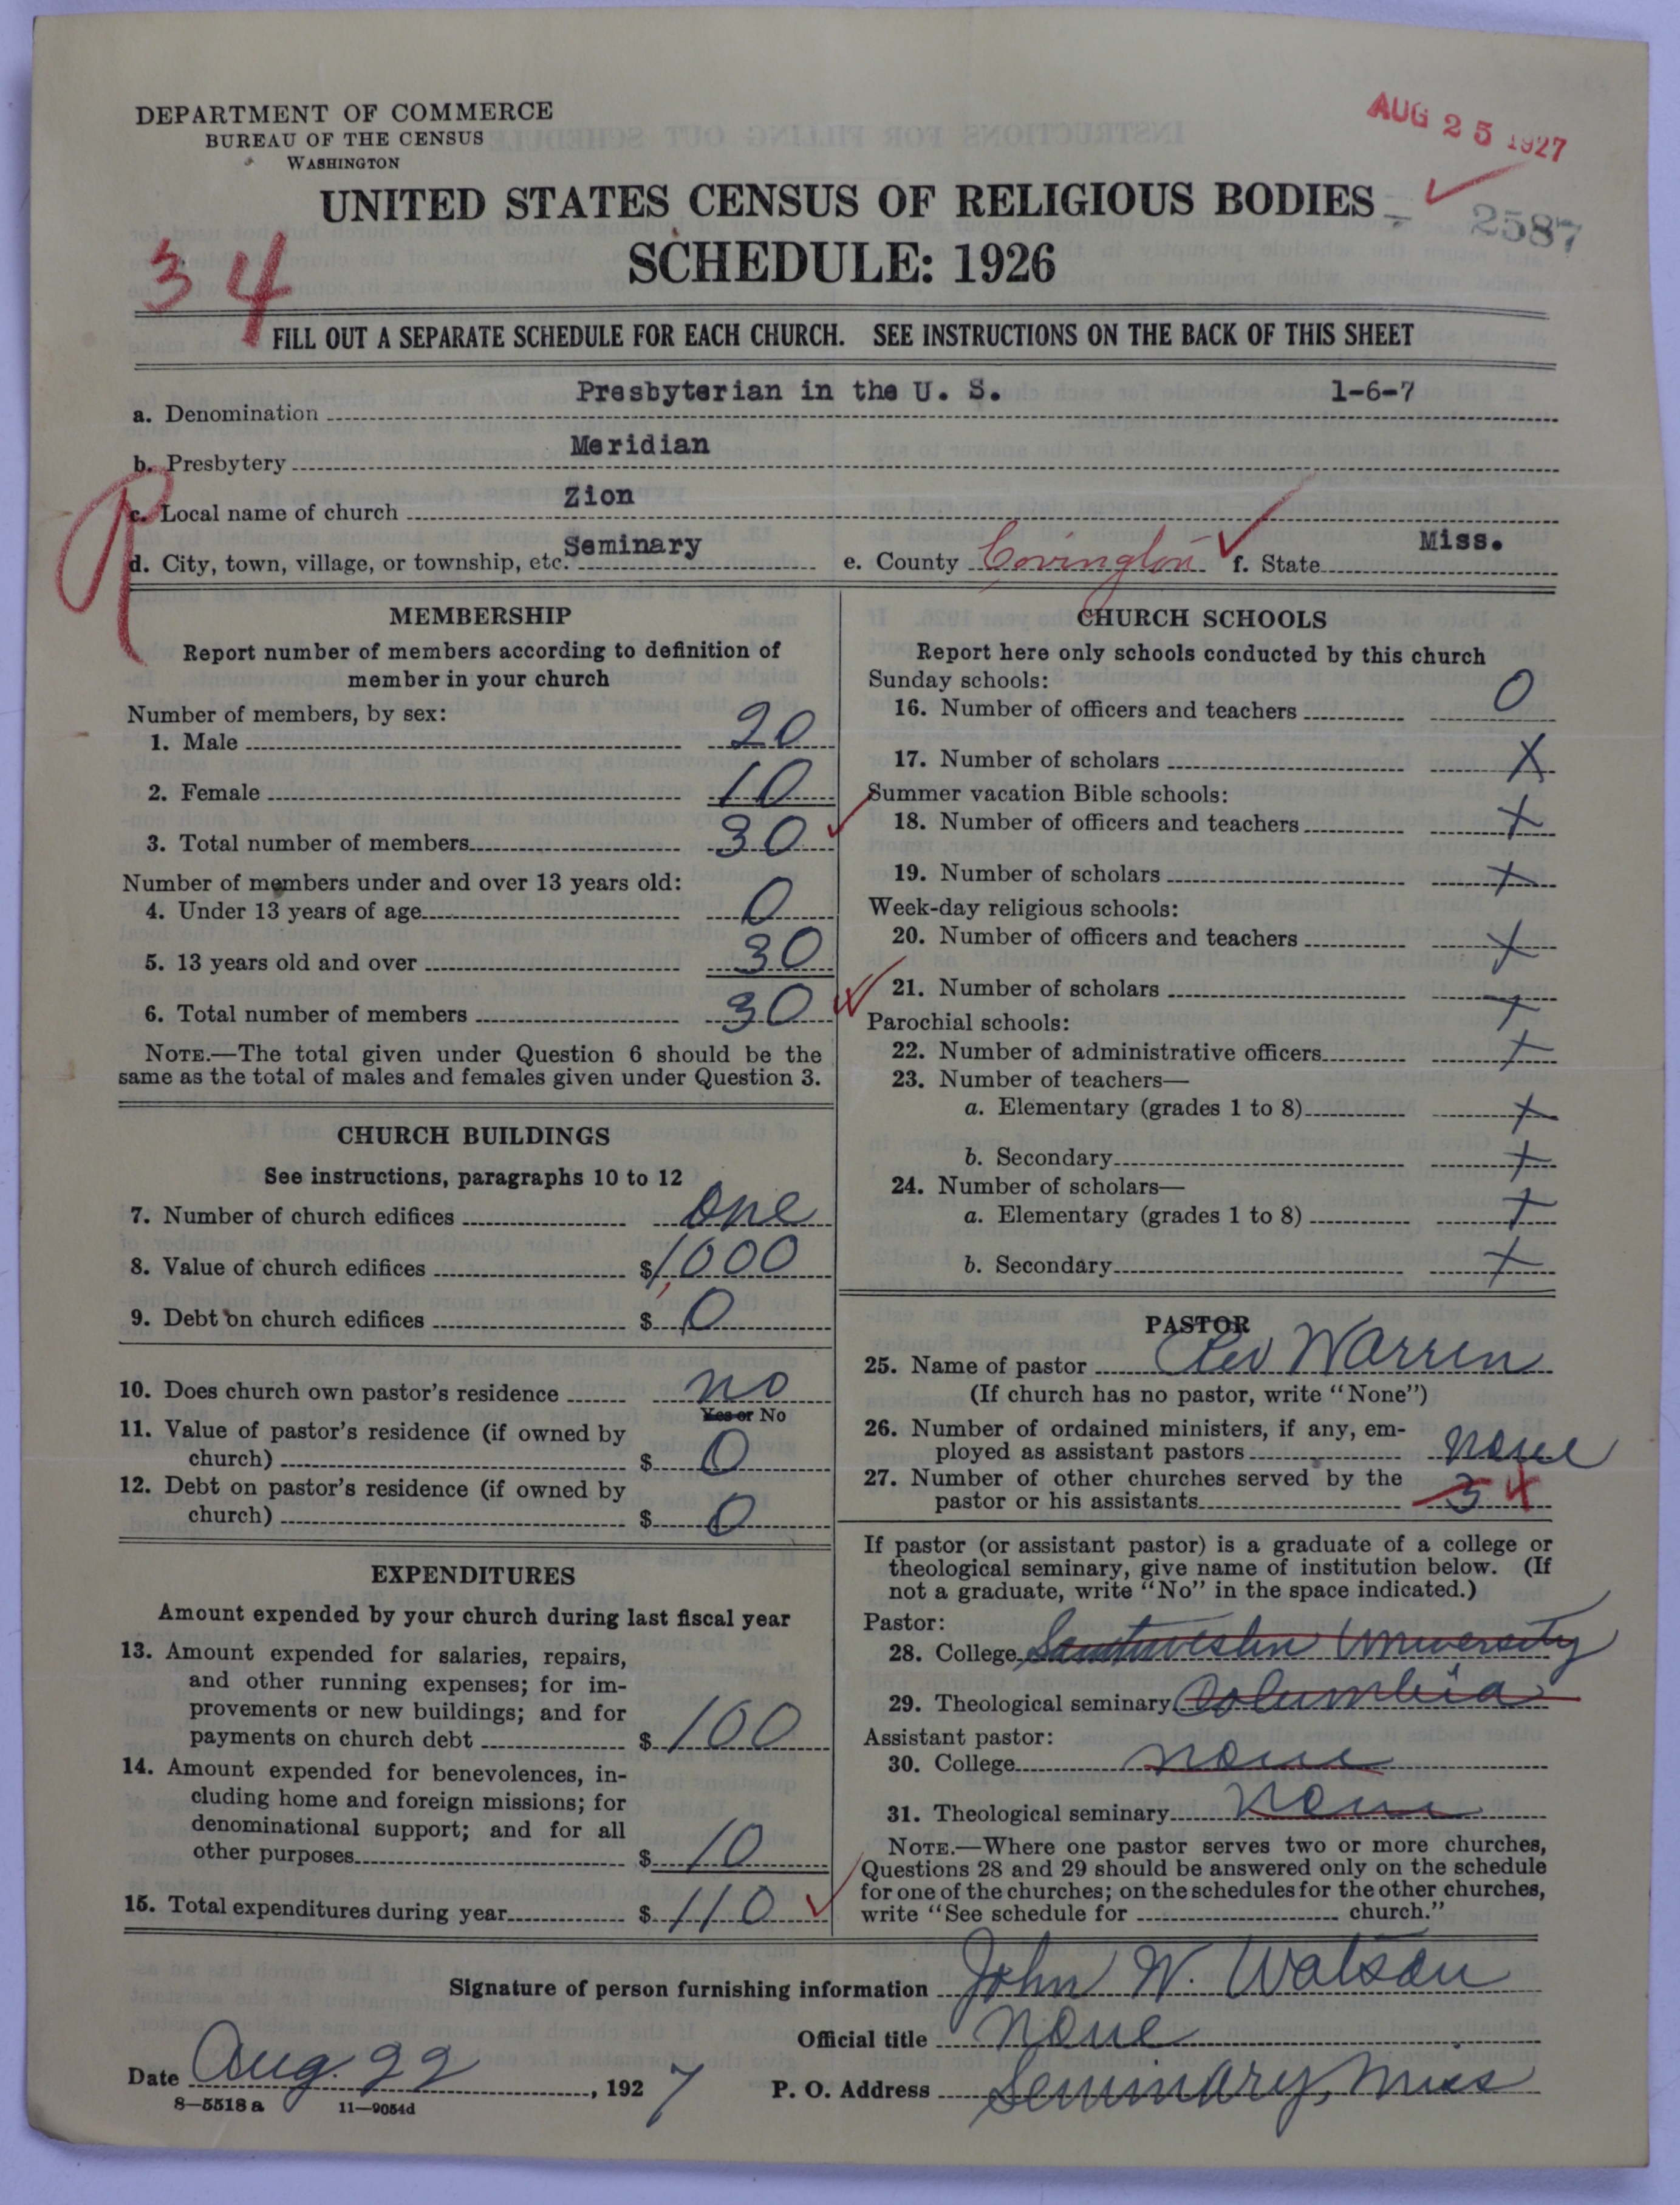 DEPARTMENT OF COMMERCE
BUREAU OF THE CENSUS
WASHINGTON
AUG 25 1927
UNITED STATES CENSUS OF RELIGIOUS BODIES
2587
SCHEDULE: 1926
34
FILL OUT A SEPARATE SCHEDULE FOR EACH CHURCH. SEE INSTRUCTIONS ON THE BACK OF THIS SHEET
a. Denomination Presbyterian in the U. S. 1-6-7
b. Presbytery Meridian
c. Local name of church Zion
d. City, town, village, or township, etc. Seminary e. County Covington f. State Miss.
MEMBERSHIP
Report number of members according to definition of
member in your church
Number of members, by sex:
1. Male 20
2. Female 10
3. Total number of members 30
Number of members under and over 13 years old:
4. Under 13 years of age 0
5. 13 years old and over 30
6. Total number of members 30
NOTE.—The total given under Question 6 should be the
same as the total of males and females given under Question 3.
CHURCH BUILDINGS
See instructions, paragraphs 10 to 12
7. Number of church edifices one
8. Value of church edifices $1,000
9. Debt on church edifices $ 0
10. Does church own pastor's residence no
Yes or No
11. Value of pastor's residence (if owned by
church) $ 0
12. Debt on pastor's residence (if owned by
church) $ 0
EXPENDITURES
Amount expended by your church during last fiscal year
13. Amount expended for salaries, repairs,
and other running expenses; for im-
provements or new buildings; and for
payments on church debt $ 100
14. Amount expended for benevolences, in-
cluding home and foreign missions; for
denominational support; and for all
other purposes $ 10
15. Total expenditures during year $ 110
CHURCH SCHOOLS
Report here only schools conducted by this church
Sunday schools:
16. Number of officers and teachers 0
17. Number of scholars X
Summer vacation Bible schools:
18. Number of officers and teachers X
19. Number of scholars X
Week-day religious schools:
20. Number of officers and teachers X
21. Number of scholars X
Parochial schools:
22. Number of administrative officers X
23. Number of teachers—
a. Elementary (grades 1 to 8) X
b. Secondary X
24. Number of scholars—
a. Elementary (grades 1 to 8) X
b. Secondary X
PASTOR
25. Name of pastor Rev Warren
(If church has no pastor, write "None")
26. Number of ordained ministers, if any, em-
ployed as assistant pastors none
27. Number of other churches served by the
pastor or his assistants 3 4
If pastor (or assistant pastor) is a graduate of a college or
theological seminary, give name of institution below. (If
not a graduate, write "No" in the space indicated.)
Pastor:
28. College University
29. Theological seminary Columbia
Assistant pastor:
30. College none
31. Theological seminary None
NOTE.—Where one pastor serves two or more churches,
Questions 28 and 29 should be answered only on the schedule
for one of the churches; on the schedules for the other churches,
write "See schedule for church."
Signature of person furnishing information John W. Watson
Official title none
Date Aug. 22, 1927 P. O. Address Seminary, Miss
8—5518a 11—9054d